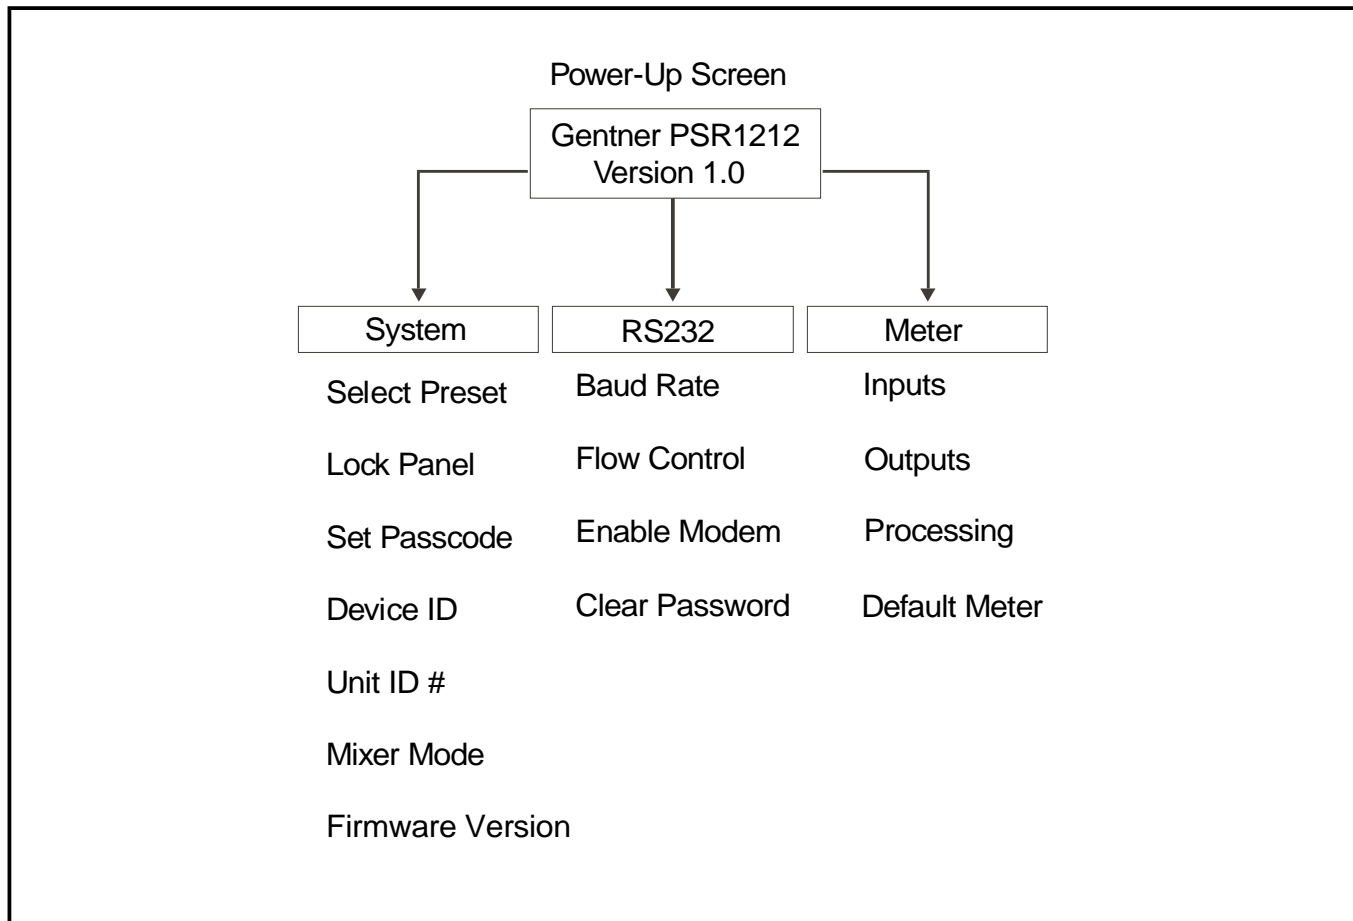 Power-Up Screen
Gentner PSR1212
Version 1.0
System
Select Preset
Lock Panel
Set Passcode
Device ID
Unit ID #
Mixer Mode
Firmware Version
RS232
Baud Rate
Flow Control
Enable Modem
Clear Password
Meter
Inputs
Outputs
Processing
Default Meter